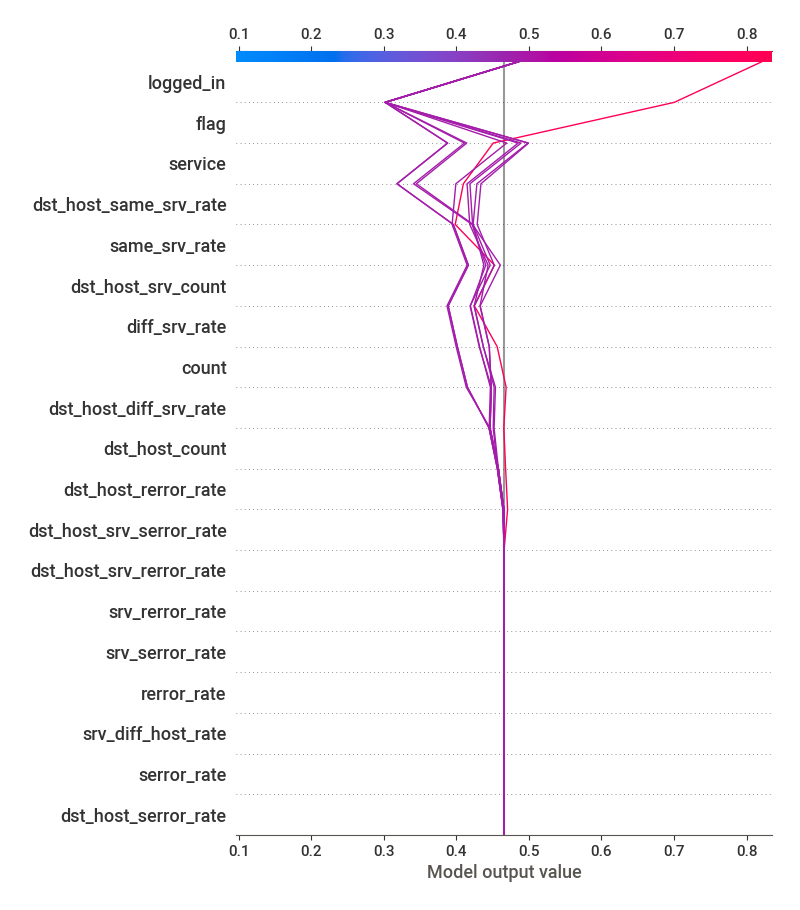 0.1 0.2 0.3 0.4 0.5 0.6 0.7 0.8
logged_in
flag
service
dst_host_same_srv_rate
same_srv_rate
dst_host_srv_count
diff_srv_rate
count
dst_host_diff_srv_rate
dst_host_count
dst_host_rerror_rate
dst_host_srv_serror_rate
dst_host_srv_rerror_rate
srv_rerror_rate
srv_serror_rate
rerror_rate
srv_diff_host_rate
serror_rate
dst_host_serror_rate
0.1 0.2 0.3 0.4 0.5 0.6 0.7 0.8
Model output value